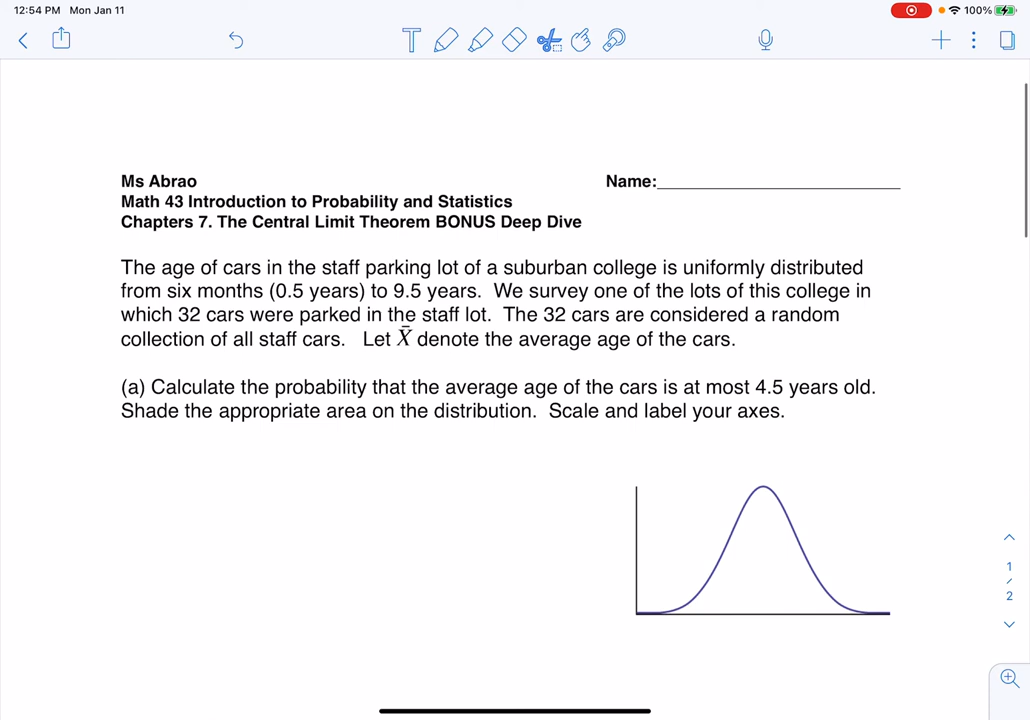 12:54 PM Mon Jan 11
100%
T
Ms Abrao
Name:
Math 43 Introduction to Probability and Statistics
Chapters 7. The Central Limit Theorem BONUS Deep Dive
The age of cars in the staff parking lot of a suburban college is uniformly distributed
from six months (0.5 years) to 9.5 years. We survey one of the lots of this college in
which 32 cars were parked in the staff lot. The 32 cars are considered a random
collection of all staff cars. Let X̄ denote the average age of the cars.
(a) Calculate the probability that the average age of the cars is at most 4.5 years old.
Shade the appropriate area on the distribution. Scale and label your axes.
1
/
2